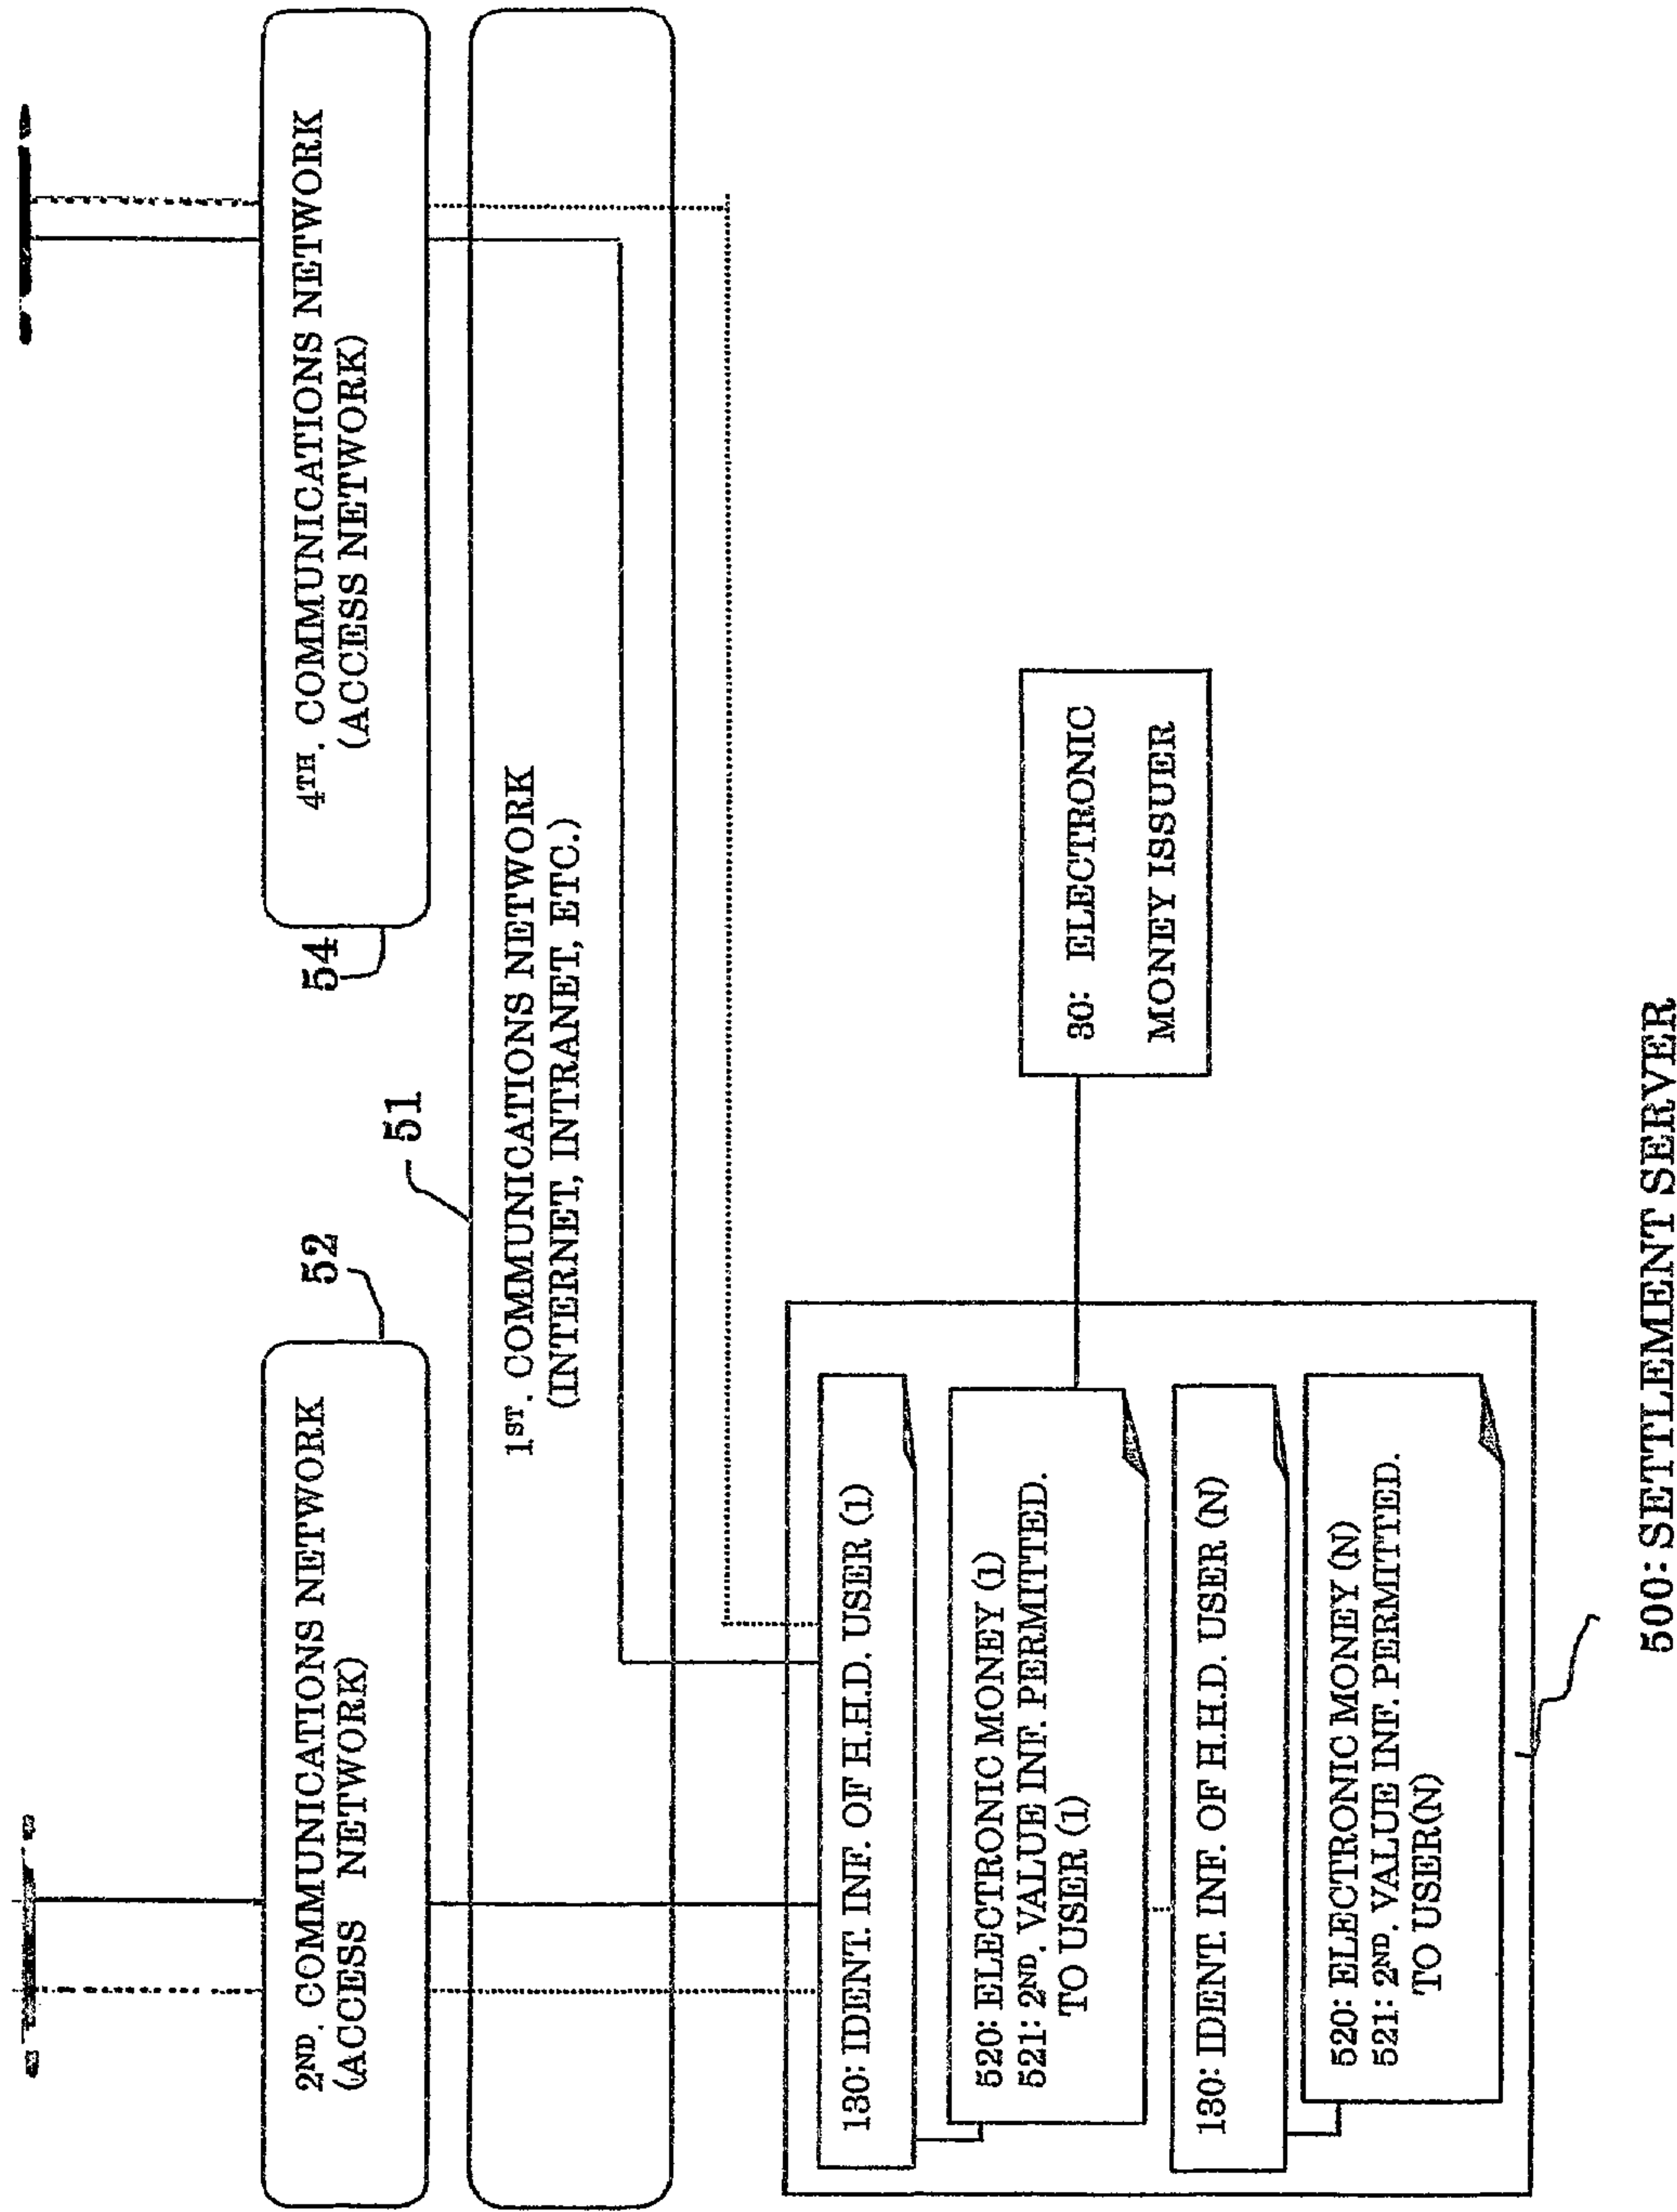 2ND. COMMUNICATIONS NETWORK
(ACCESS NETWORK)
52
4TH. COMMUNICATIONS NETWORK
(ACCESS NETWORK)
54
51
1ST. COMMUNICATIONS NETWORK
(INTERNET, INTRANET, ETC.)
130: IDENT. INF. OF H.H.D. USER (1)
520: ELECTRONIC MONEY (1)
521: 2ND. VALUE INF. PERMITTED.
TO USER (1)
130: IDENT. INF. OF H.H.D. USER (N)
520: ELECTRONIC MONEY (N)
521: 2ND. VALUE INF. PERMITTED.
TO USER(N)
30: ELECTRONIC
MONEY ISSUER
500: SETTLEMENT SERVER